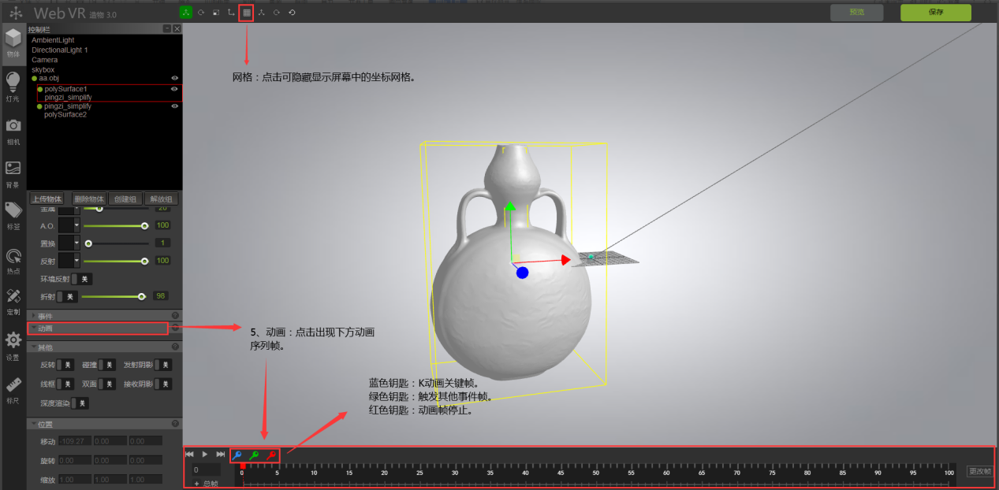 Web VR 造物 3.0
预览
保存
控制栏
AmbientLight
DirectionalLight 1
Camera
skybox
aa.obj
polySurface1
pingzi_simplify
pingzi_simplify
polySurface2
物体
灯光
相机
背景
标签
热点
定制
设置
标尺
上传物体 删除物体 创建组 解放组
金属 20
A.O. 100
置换 1
反射 100
环境反射 关
折射 关 98
事件
动画
其他
反转 关 碰撞 关 发射阴影 关
线框 关 双面 关 接收阴影 关
深度渲染 关
位置
移动 -109.27 0.00 0.00
旋转 0.00 0.00 0.00
缩放 1.00 1.00 1.00
网格：点击可隐藏显示屏幕中的坐标网格。
5、动画：点击出现下方动画
序列帧。
蓝色钥匙：K动画关键帧。
绿色钥匙：触发其他事件帧。
红色钥匙：动画帧停止。
0
+ 总帧
0 5 10 15 20 25 30 35 40 45 50 55 60 65 70 75 80 85 90 95 100
更改帧